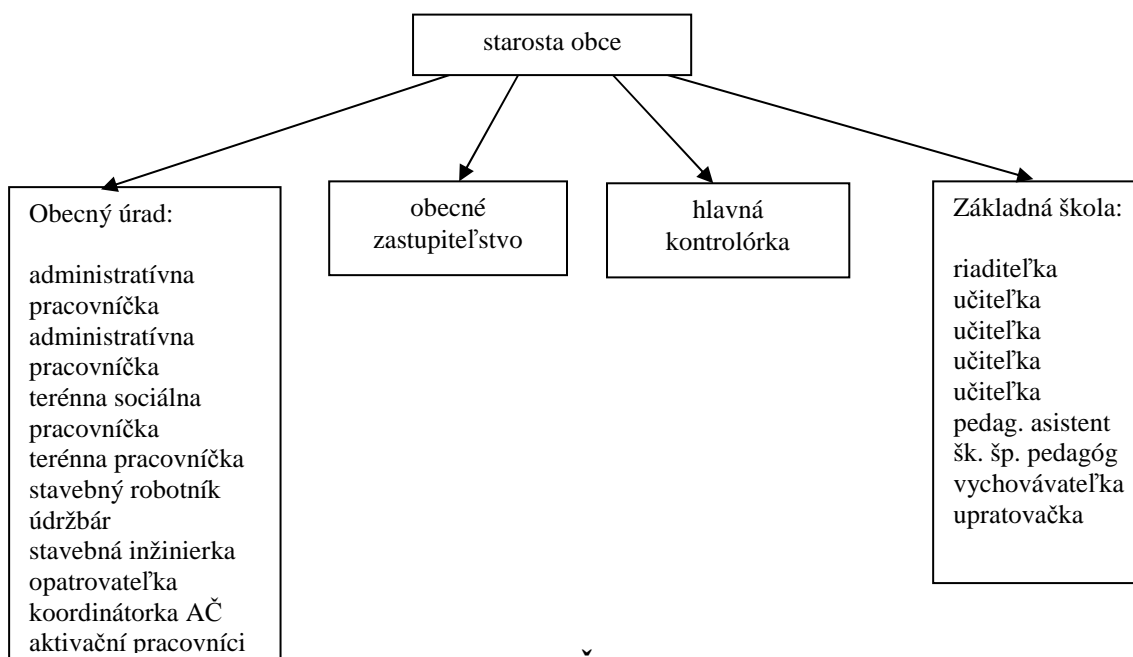 starosta obce
Obecný úrad:
administratívna
pracovníčka
administratívna
pracovníčka
terénna sociálna
pracovníčka
terénna pracovníčka
stavebný robotník
údržbár
stavebná inžinierka
opatrovateľka
koordinátorka AČ
aktivační pracovníci
obecné
zastupiteľstvo
hlavná
kontrolórka
Základná škola:
riaditeľka
učiteľka
učiteľka
učiteľka
učiteľka
pedag. asistent
šk. šp. pedagóg
vychovávateľka
upratovačka